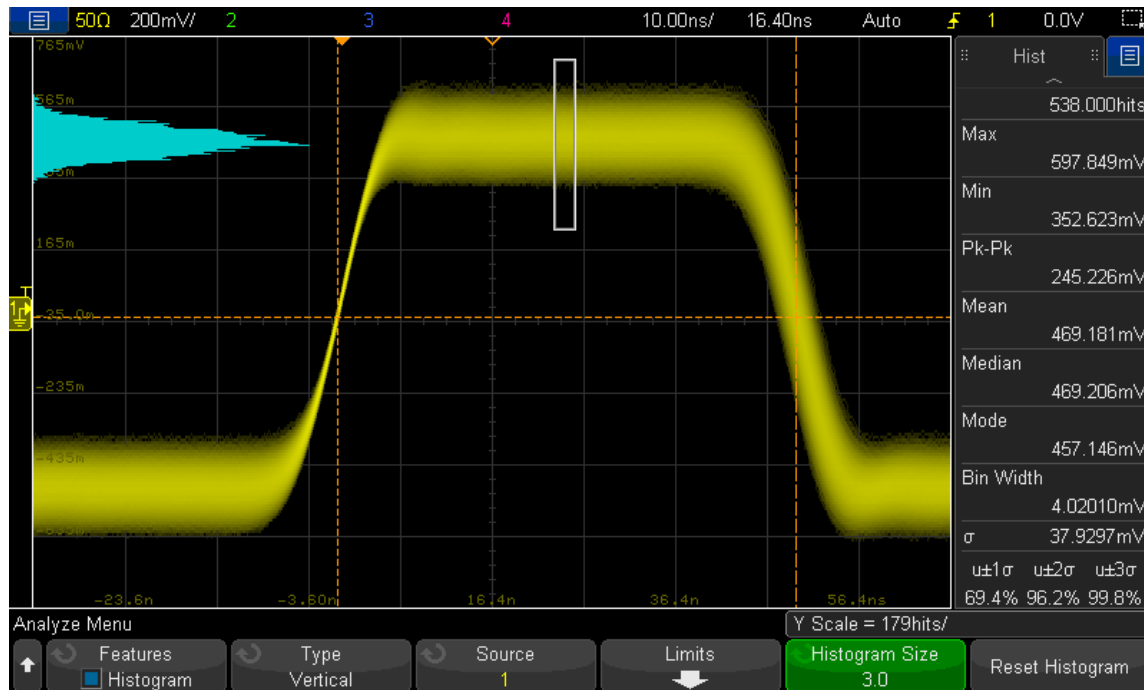 50Ω 200mV/ 2 3 4 10.00ns/ 16.40ns Auto 1 0.0V
765mV
565m
165m
-35.0m
-235m
-435m
-23.6n -3.60n 16.4n 36.4n 56.4ns
1
T
Hist
538.000hits
Max
597.849mV
Min
352.623mV
Pk-Pk
245.226mV
Mean
469.181mV
Median
469.206mV
Mode
457.146mV
Bin Width
4.02010mV
σ 37.9297mV
u±1σ u±2σ u±3σ
69.4% 96.2% 99.8%
Analyze Menu
Y Scale = 179hits/
Features Type Source Limits Histogram Size Reset Histogram
Histogram Vertical 1 3.0